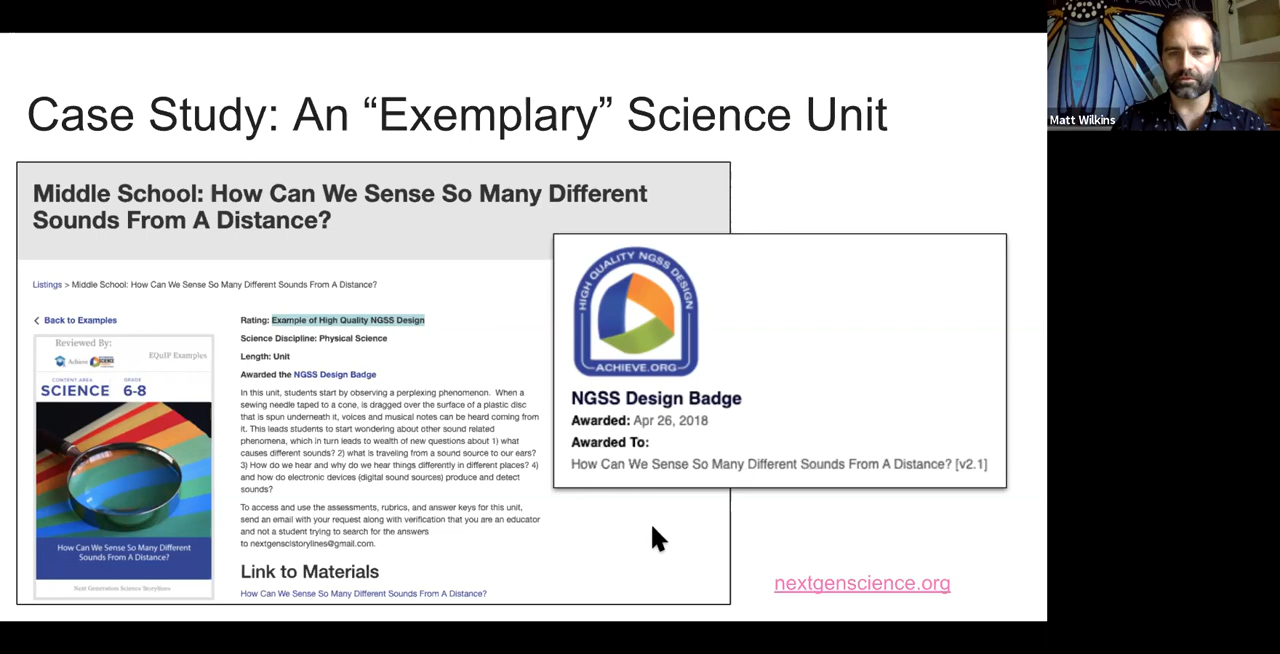 Case Study: An “Exemplary” Science Unit
Matt Wilkins
Middle School: How Can We Sense So Many Different
Sounds From A Distance?
Listings > Middle School: How Can We Sense So Many Different Sounds From A Distance?
Back to Examples
Reviewed By:
Achieve
EQuIP Examples
CONTENT AREA
SCIENCE
GRADE
6-8
How Can We Sense So Many Different
Sounds From A Distance?
Next Generation Science Storylines
Rating: Example of High Quality NGSS Design
Science Discipline: Physical Science
Length: Unit
Awarded the NGSS Design Badge
In this unit, students start by observing a perplexing phenomenon. When a
sewing needle taped to a cone, is dragged over the surface of a plastic disc
that is spun underneath it, voices and musical notes can be heard coming from
it. This leads students to start wondering about other sound related
phenomena, which in turn leads to wealth of new questions about 1) what
causes different sounds? 2) what is traveling from a sound source to our ears?
3) How do we hear and why do we hear things differently in different places? 4)
and how do electronic devices (digital sound sources) produce and detect
sounds?
To access and use the assessments, rubrics, and answer keys for this unit,
send an email with your request along with verification that you are an educator
and not a student trying to search for the answers
to nextgenscistorylines@gmail.com.
Link to Materials
How Can We Sense So Many Different Sounds From A Distance?
HIGH QUALITY NGSS DESIGN
ACHIEVE.ORG
NGSS Design Badge
Awarded: Apr 26, 2018
Awarded To:
How Can We Sense So Many Different Sounds From A Distance? [v2.1]
nextgenscience.org